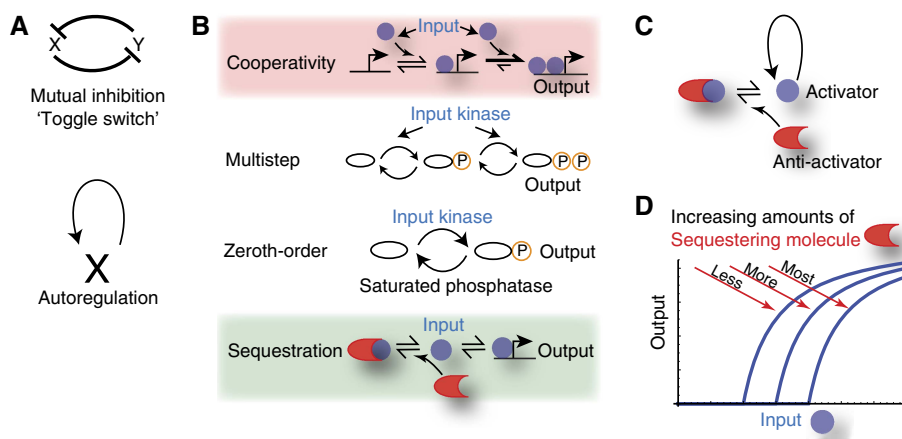 A
X
Y
Mutual inhibition
'Toggle switch'
X
Autoregulation
B
Input
Cooperativity
Output
Input kinase
Multistep
P
P P
Output
Input kinase
Zeroth-order
P
Output
Saturated phosphatase
Input
Sequestration
Output
C
Activator
Anti-activator
D
Increasing amounts of
Sequestering molecule
Less
More
Most
Output
Input